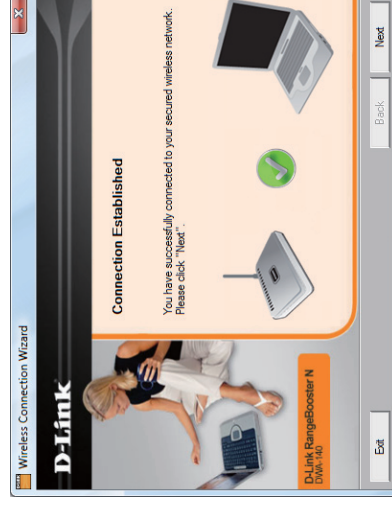 Wireless Connection Wizard
D-Link
Connection Established
You have successfully connected to your secured wireless network.
Please click "Next".
D-Link RangeBooster N
DWA-140
Exit
Back
Next